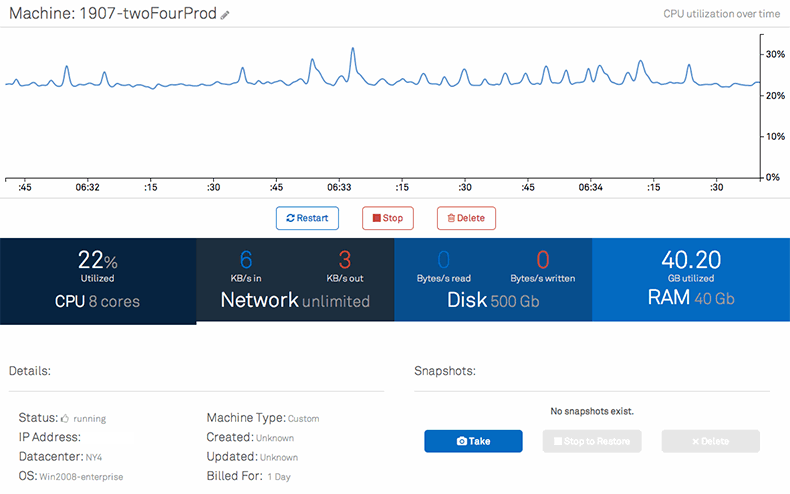 Machine: 1907-twoFourProd CPU utilization over time
30%
20%
10%
0%
:45 06:32 :15 :30 :45 06:33 :15 :30 :45 06:34 :15 :30
Restart Stop Delete
22% 6 3 0 0 40.20
Utilized KB/s in KB/s out Bytes/s read Bytes/s written GB utilized
CPU 8 cores Network unlimited Disk 500 Gb RAM 40 Gb
Details: Snapshots:
Status: running Machine Type: Custom No snapshots exist.
IP Address: Created: Unknown Take Stop to Restore Delete
Datacenter: NY4 Updated: Unknown
OS: Win2008-enterprise Billed For: 1 Day